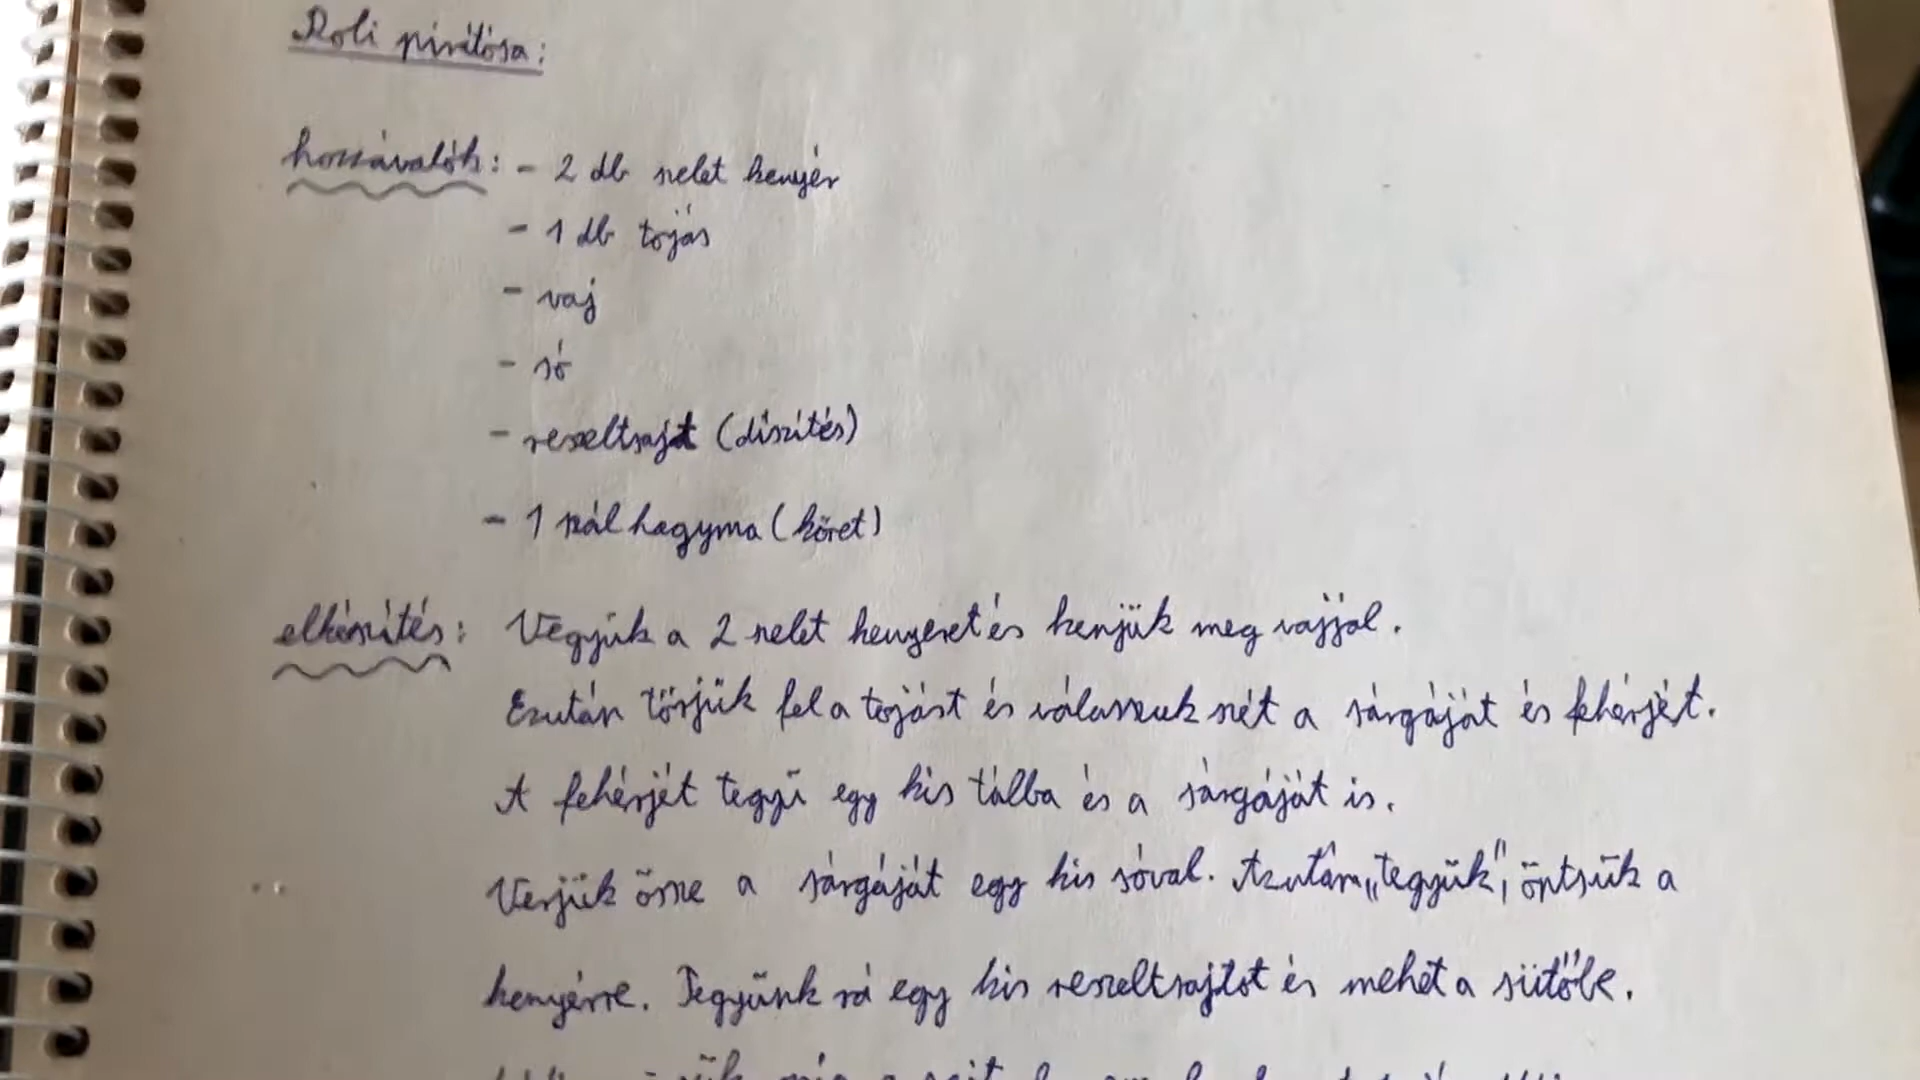 Roli pirítósa:
hozzávalók: - 2 db szelet kenyér
- 1 db tojás
- vaj
- só
- reszeltsajt (díszítés)
- 1 szál hagyma (köret)
elkészítés: Vegyük a 2 szelet kenyeret és kenjük meg vajjal.
Ezután törjük fel a tojást és válasszuk szét a sárgáját és fehérjét.
A fehérjét tegyü egy kis tálba és a sárgáját is.
Verjük össze a sárgáját egy kis sóval. Azután „tegyük", öntsük a
kenyérre. Tegyünk rá egy kis reszeltsajtot és mehet a sütőbe.